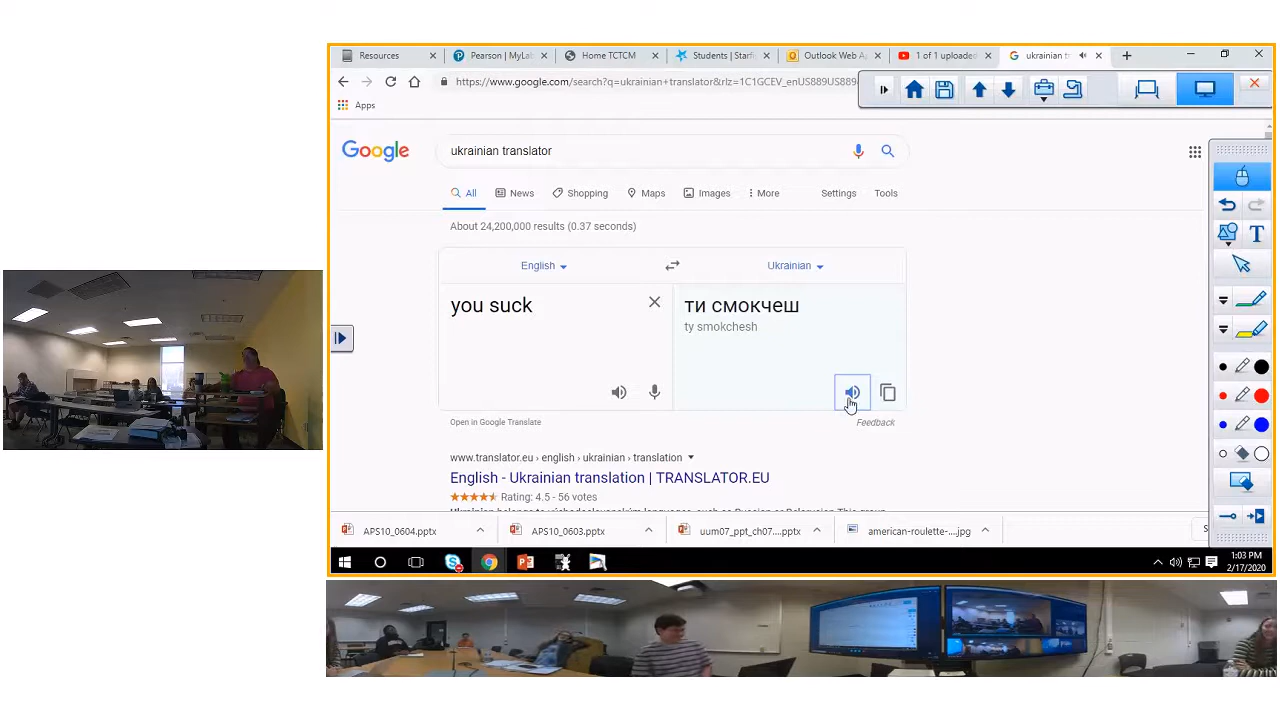 Resources
Pearson | MyLab
Home TCTCM
Students | Starfi
Outlook Web A
1 of 1 uploaded
ukrainian tr
https://www.google.com/search?q=ukrainian+translator&rlz=1C1GCEV_enUS889US889
Apps
Google
ukrainian translator
All
News
Shopping
Maps
Images
More
Settings
Tools
About 24,200,000 results (0.37 seconds)
English
Ukrainian
you suck
ти смокчеш
ty smokchesh
Open in Google Translate
Feedback
www.translator.eu › english › ukrainian › translation
English - Ukrainian translation | TRANSLATOR.EU
Rating: 4.5 - 56 votes
APS10_0604.pptx
APS10_0603.pptx
uum07_ppt_ch07....pptx
american-roulette-....jpg
S
T
1:03 PM
2/17/2020